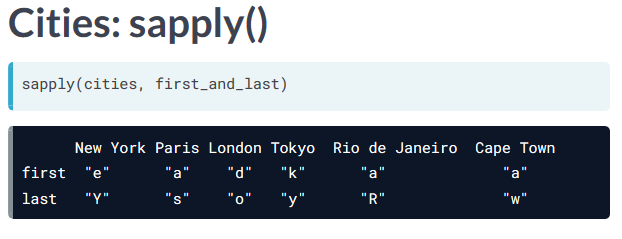 Cities: sapply()
sapply(cities, first_and_last)
New York Paris London Tokyo Rio de Janeiro Cape Town
first "e" "a" "d" "k" "a" "a"
last "Y" "s" "o" "y" "R" "w"